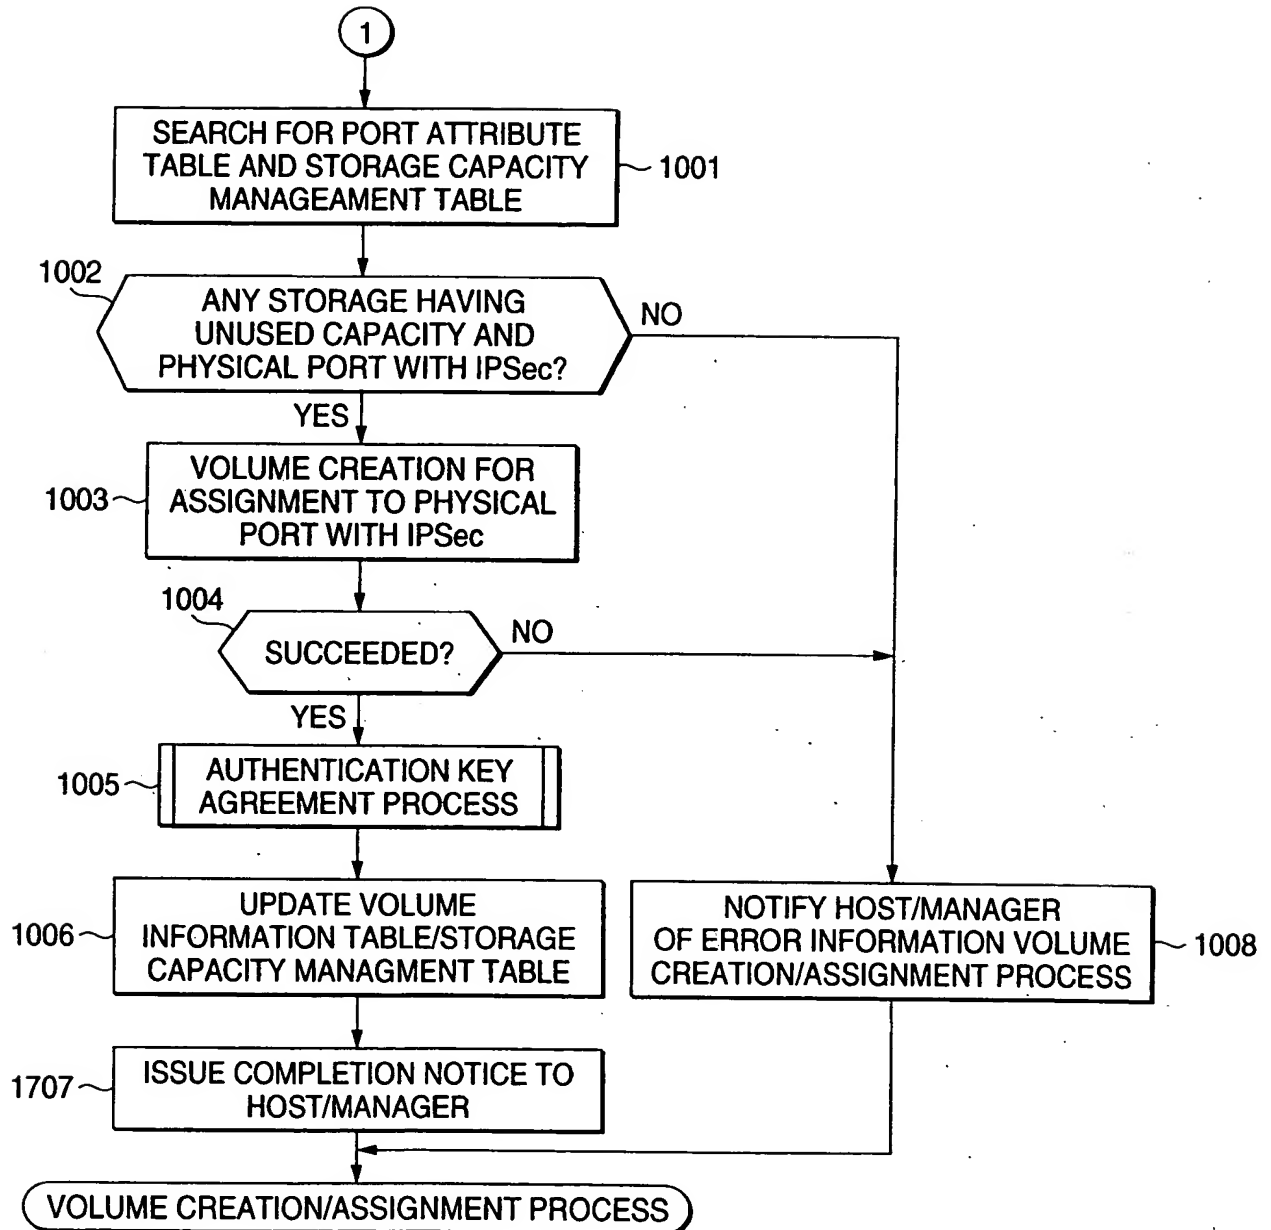 1
SEARCH FOR PORT ATTRIBUTE
TABLE AND STORAGE CAPACITY
MANAGEAMENT TABLE
1001
1002
ANY STORAGE HAVING
UNUSED CAPACITY AND
PHYSICAL PORT WITH IPSec?
NO
YES
1003
VOLUME CREATION FOR
ASSIGNMENT TO PHYSICAL
PORT WITH IPSec
1004
SUCCEEDED?
NO
YES
1005
AUTHENTICATION KEY
AGREEMENT PROCESS
1006
UPDATE VOLUME
INFORMATION TABLE/STORAGE
CAPACITY MANAGMENT TABLE
NOTIFY HOST/MANAGER
OF ERROR INFORMATION VOLUME
CREATION/ASSIGNMENT PROCESS
1008
1707
ISSUE COMPLETION NOTICE TO
HOST/MANAGER
VOLUME CREATION/ASSIGNMENT PROCESS